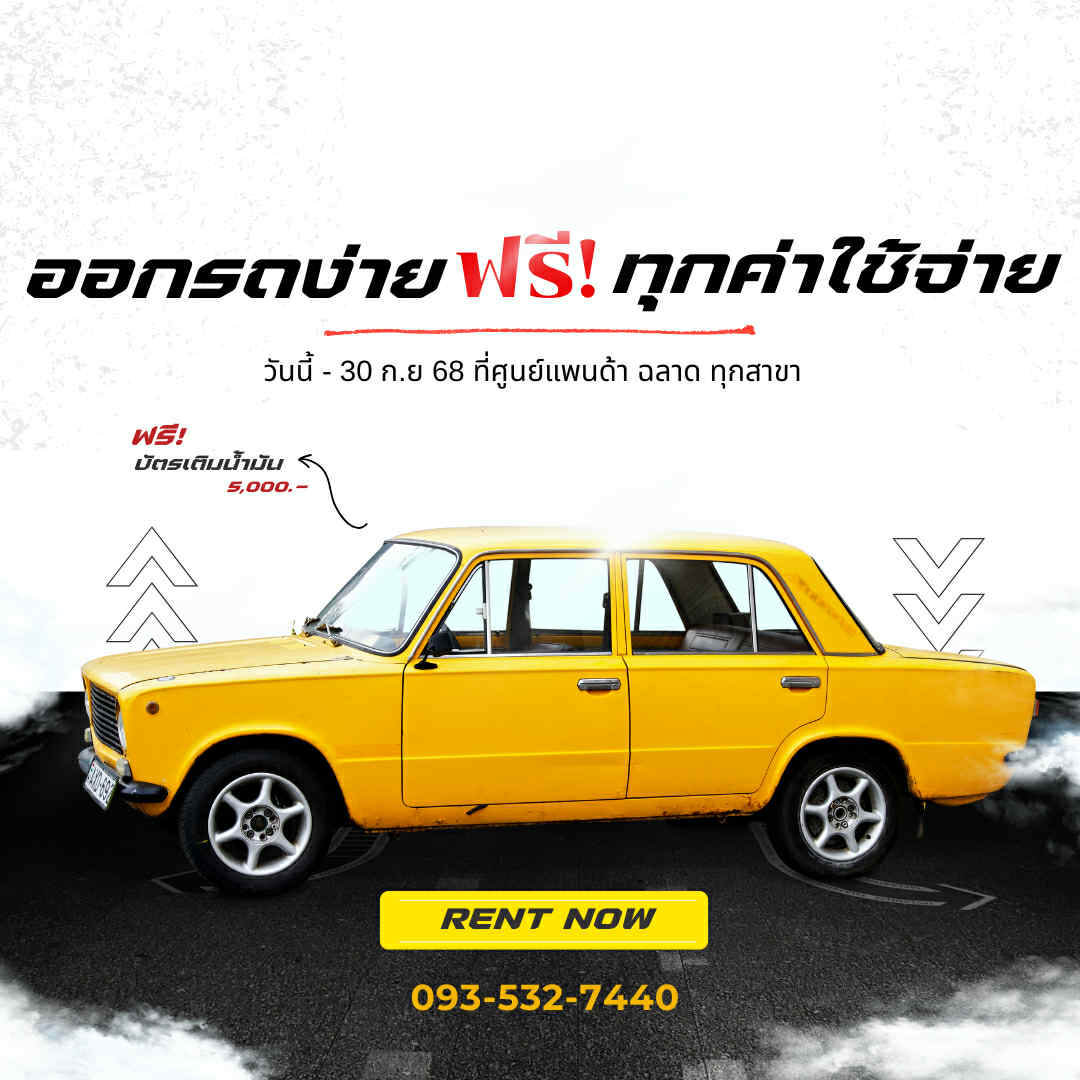 ออกรถง่าย ฟรี! ทุกค่าใช้จ่าย
วันนี้ - 30 ก.ย 68 ที่ศูนย์แพนด้า ฉลาด ทุกสาขา
ฟรี!
บัตรเติมน้ำมัน
5,000.-
RENT NOW
093-532-7440